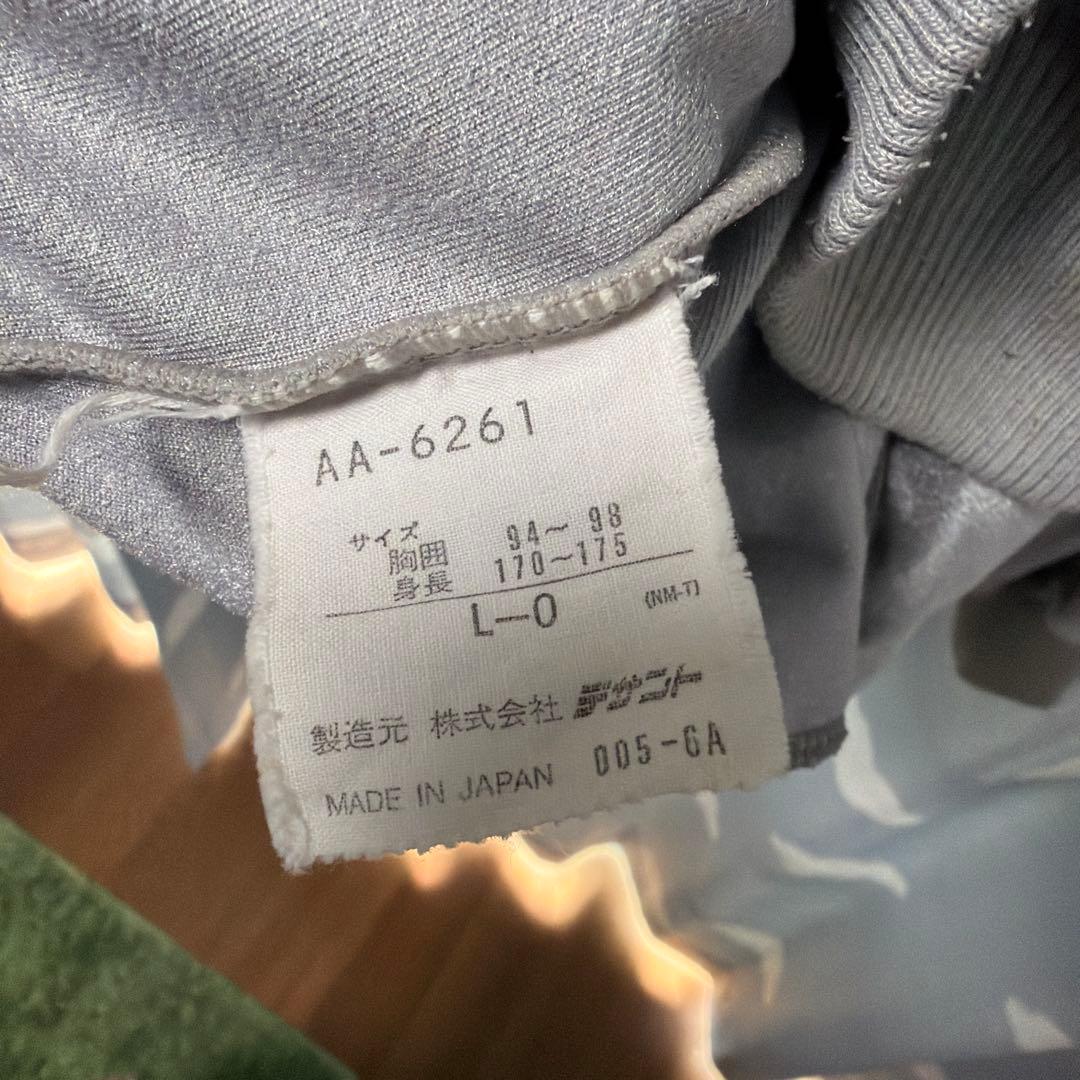 AA-6261
サイズ
胸囲 94～98
身長 170～175
L—O (NM-T)
製造元 株式会社 デサント
MADE IN JAPAN 005-6A